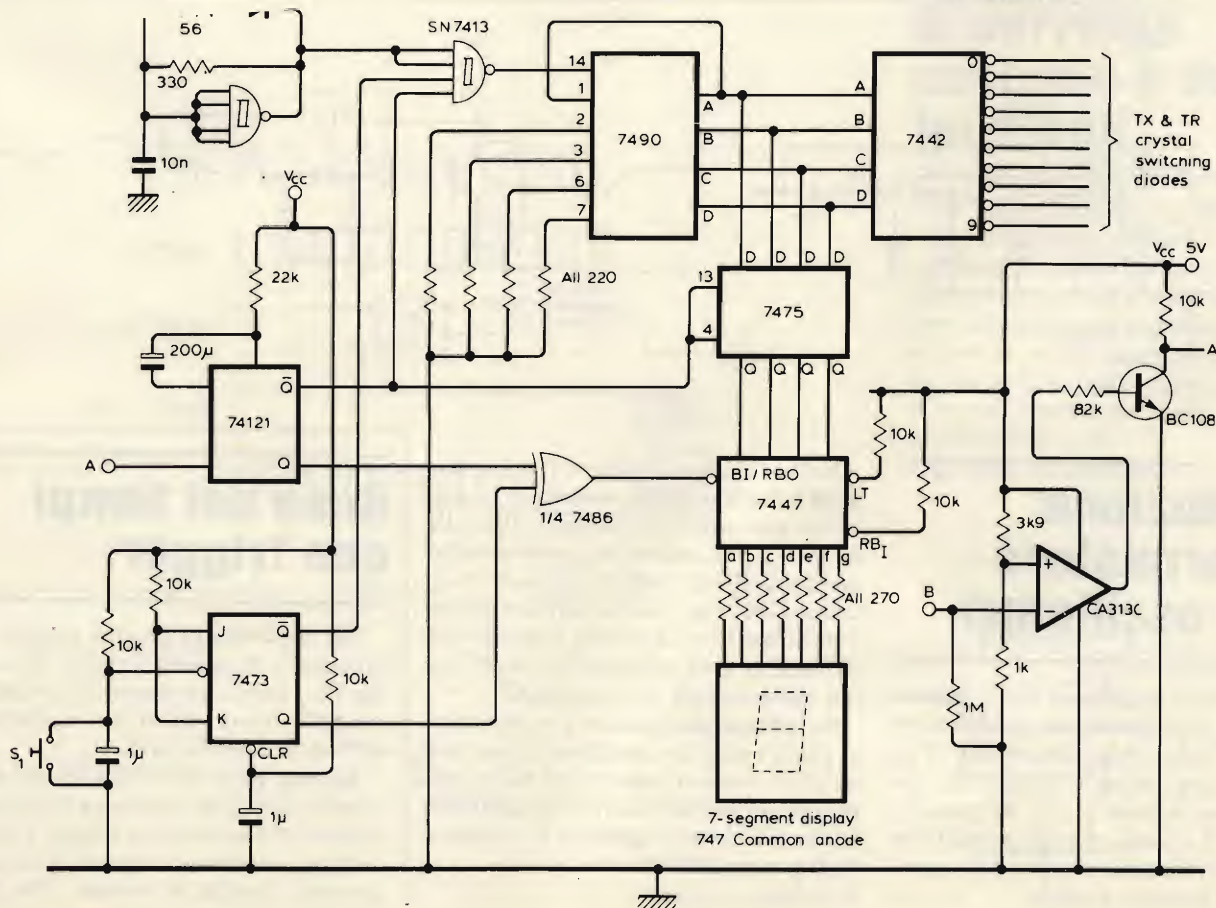 56
330
10n
SN7413
14
1
2
3
6
7
7490
A
B
C
D
A
B
C
D
7442
0
9
TX & TR
crystal
switching
diodes
Vcc
22k
200μ
All 220
74121
Q̄
Q
A
13
4
D D D D
7475
Q Q Q Q
Vcc 5V
10k
A
82k
BC108
10k
10k
1/4 7486
BI/RBO
7447
LT
RBI
a b c d e f g
All 270
3k9
B
+
−
CA3130
1k
1M
10k
10k
J
Q̄
7473
K
Q
CLR
10k
S1
1μ
1μ
7-segment display
747 Common anode